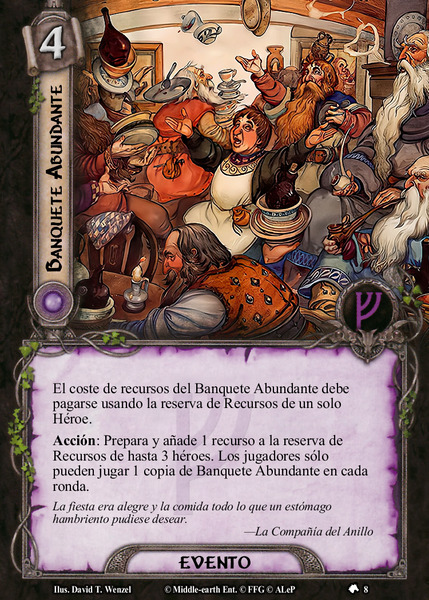 4
Banquete Abundante
El coste de recursos del Banquete Abundante debe
pagarse usando la reserva de Recursos de un solo
Héroe.
Acción: Prepara y añade 1 recurso a la reserva de
Recursos de hasta 3 héroes. Los jugadores sólo
pueden jugar 1 copia de Banquete Abundante en cada
ronda.
La fiesta era alegre y la comida todo lo que un estómago
hambriento pudiese desear.
—La Compañía del Anillo
EVENTO
Ilus. David T. Wenzel © Middle-earth Ent. © FFG © ALeP 8